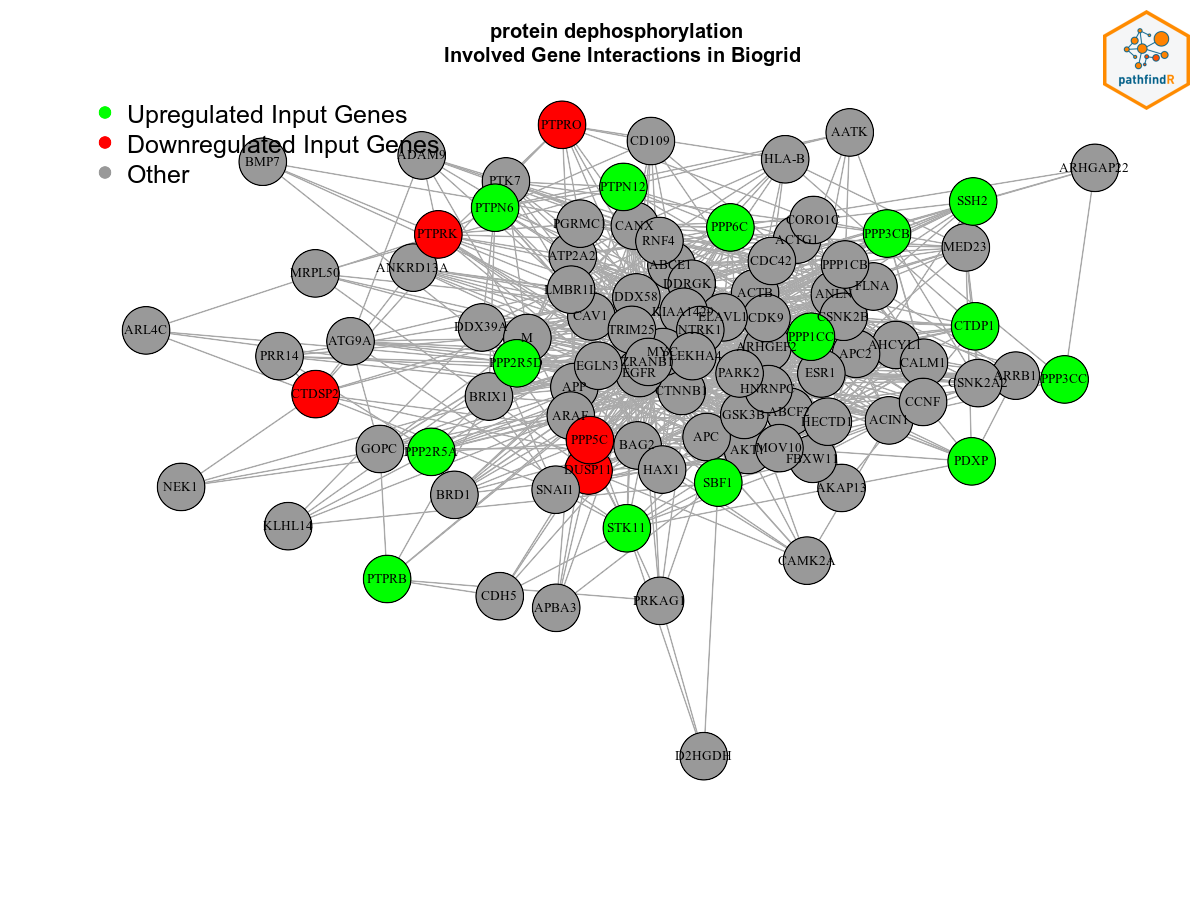 protein dephosphorylation
Involved Gene Interactions in Biogrid
pathfindR
Upregulated Input Genes
Downregulated Input Genes
Other
PTPRO
CD109
AATK
BMP7
ADAM9
HLA-B
ARHGAP22
PTK7
PTPN12
PTPN6
SSH2
PGRMC
CANX
PPP6C
CORO1C
PTPRK
RNF4
ACTG1
PPP3CB
MED23
ATP2A2
ABCE1
CDC42
PPP1CB
ANKRD13A
MRPL50
LMBR1L
DDRGK
ACTB
ANLN
FLNA
DDX58
CAV1
KIAA1429
ELAVL1
CDK9
CSNK2B
ARL4C
DDX39A
TRIM25
NTRK1
CTDP1
ATG9A
M
PPP1CC
PRR14
MYC
ARHGEF2
APC2
AHCYL1
PPP2R5D
EGLN3
ZRANB1
PLEKHA4
CALM1
EGFR
PARK2
ESR1
ARRB1
PPP3CC
CSNK2A2
CTDSP2
BRIX1
APP
CTNNB1
HNRNPC
CCNF
ARAF
GSK3B
ABCF2
HECTD1
ACIN1
PPP5C
BAG2
APC
GOPC
PPP2R5A
AKT1
MOV10
FBXW11
PDXP
DUSP11
HAX1
NEK1
BRD1
SNAI1
SBF1
AKAP13
KLHL14
STK11
CAMK2A
PTPRB
CDH5
APBA3
PRKAG1
D2HGDH